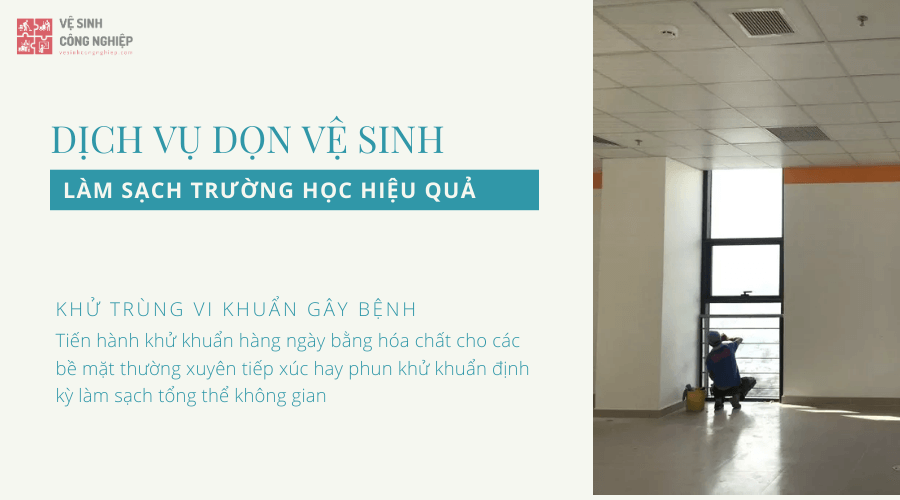 VỆ SINH
CÔNG NGHIỆP
vesinhcongnghiep.com
DỊCH VỤ DỌN VỆ SINH
LÀM SẠCH TRƯỜNG HỌC HIỆU QUẢ
KHỬ TRÙNG VI KHUẨN GÂY BỆNH
Tiến hành khử khuẩn hàng ngày bằng hóa chất cho các
bề mặt thường xuyên tiếp xúc hay phun khử khuẩn định
kỳ làm sạch tổng thể không gian